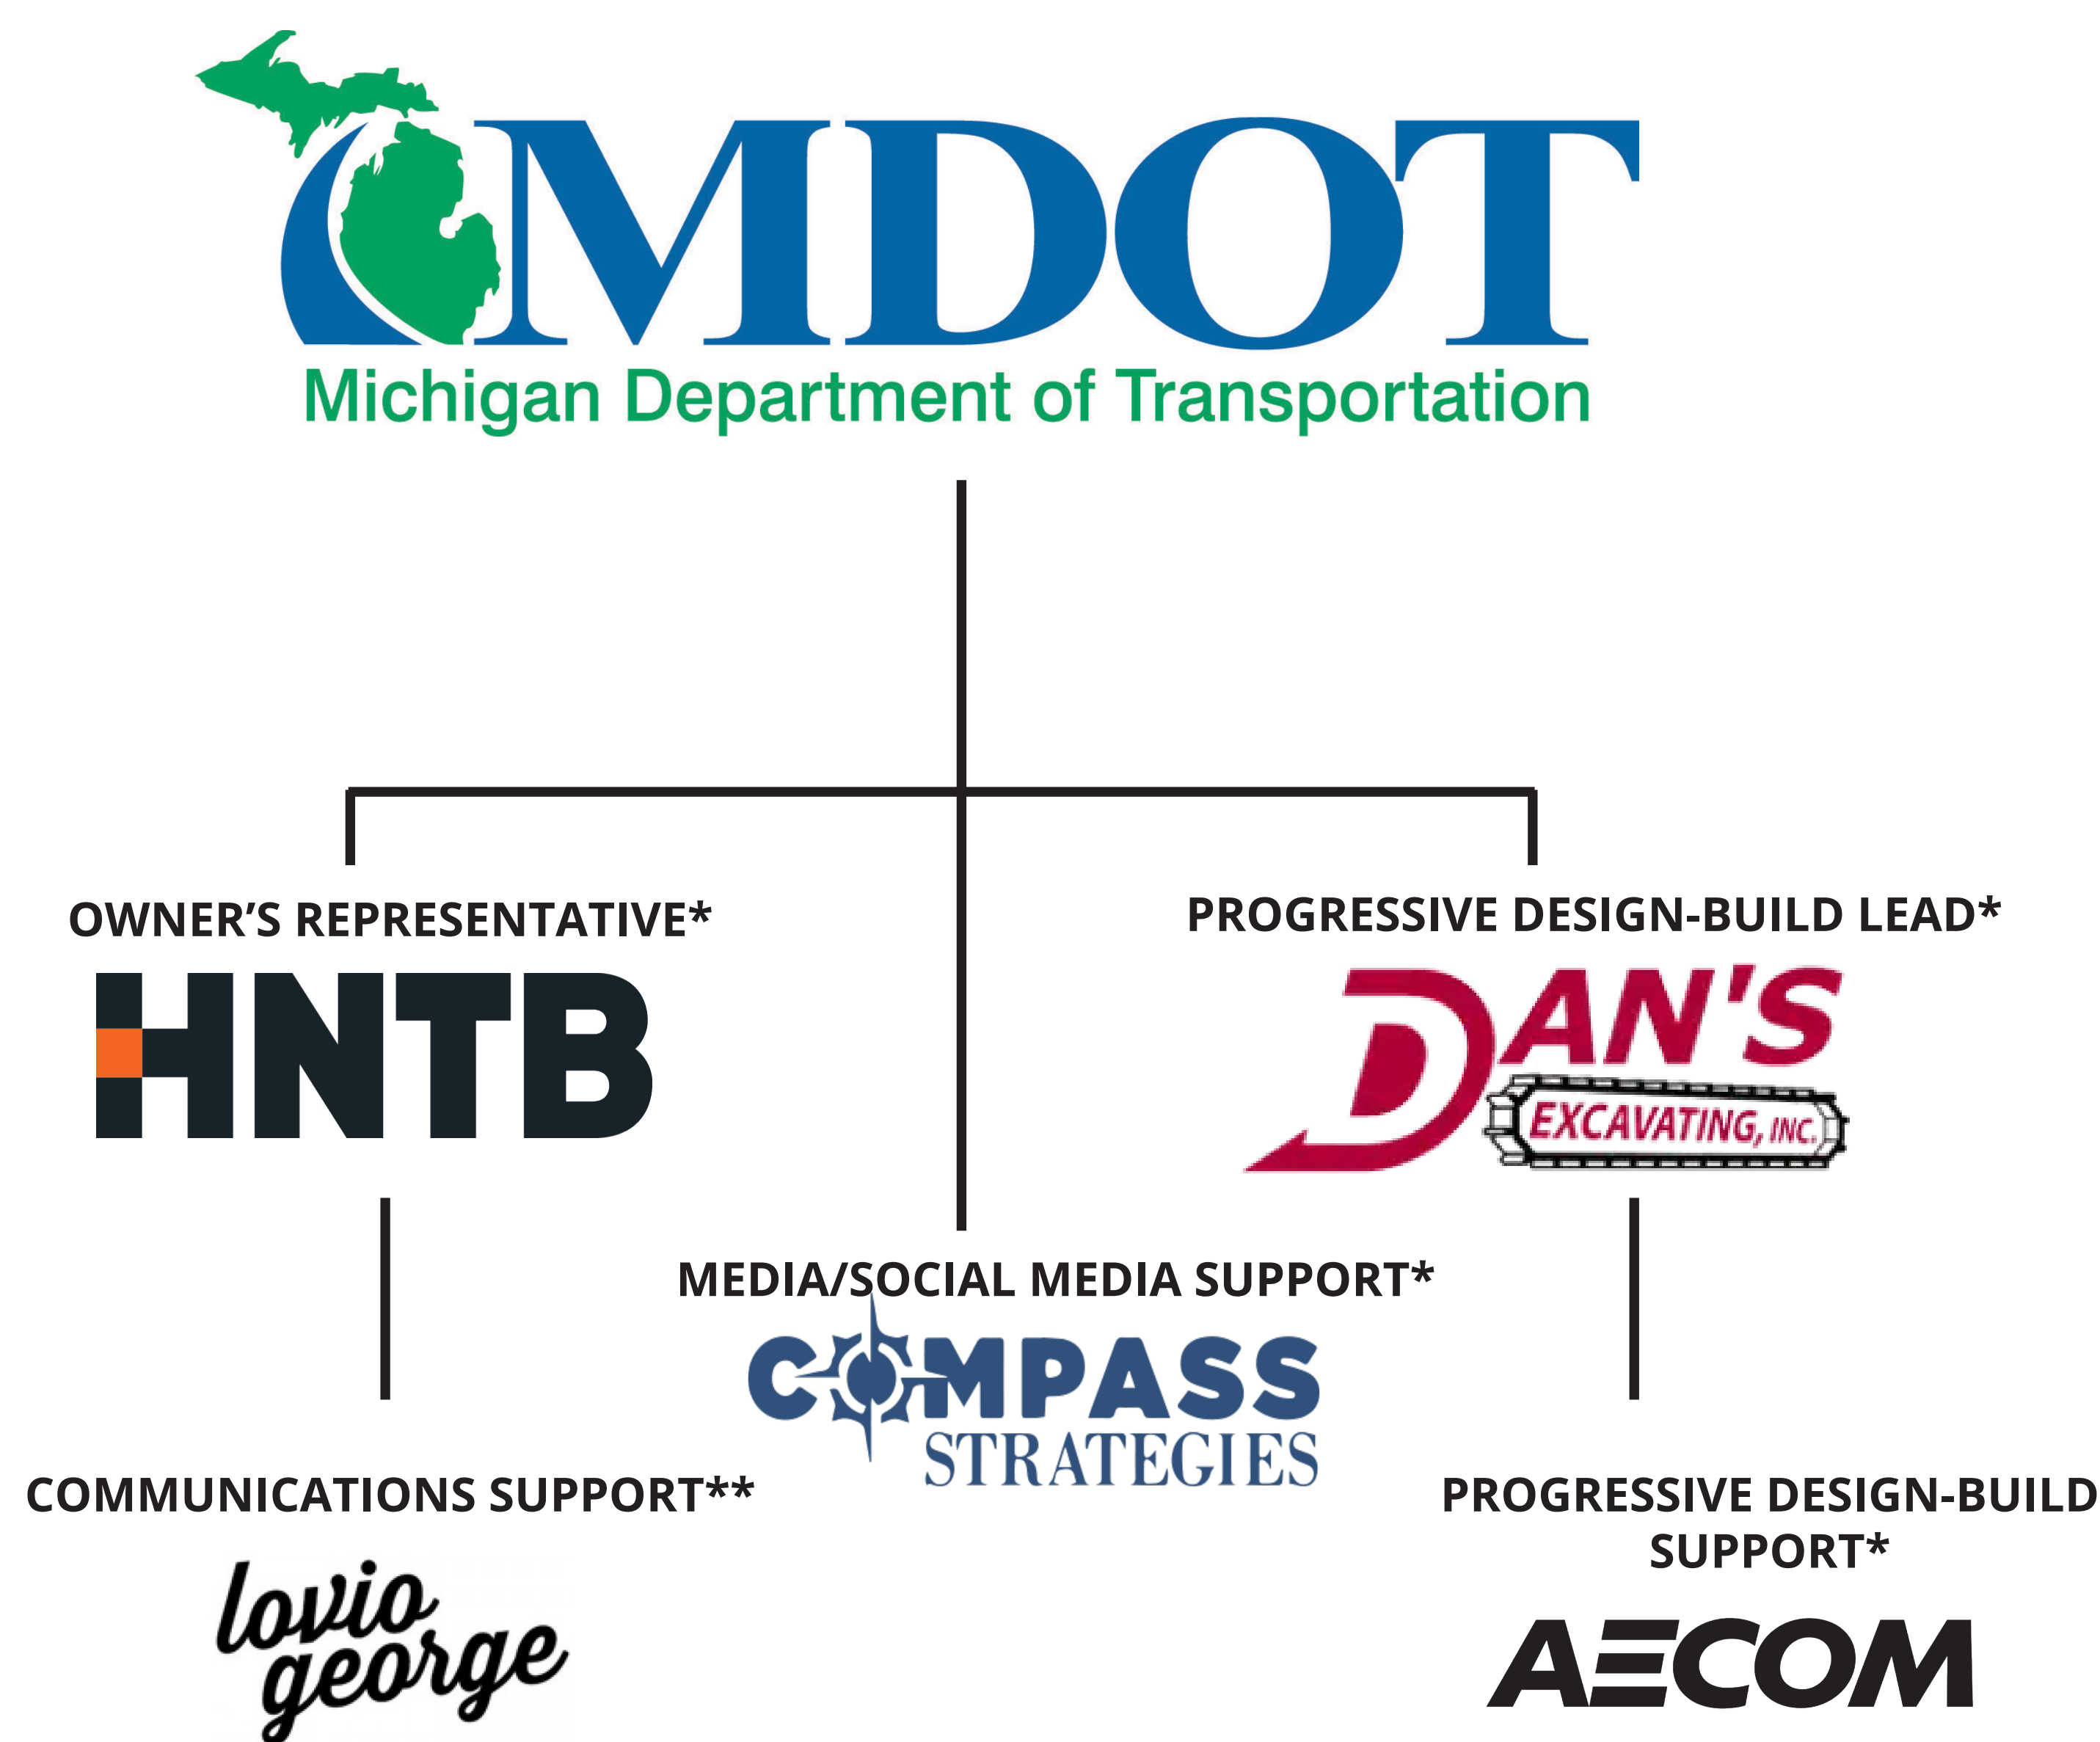 MDOT
Michigan Department of Transportation
OWNER’S REPRESENTATIVE*
HNTB
PROGRESSIVE DESIGN-BUILD LEAD*
DAN'S
EXCAVATING, INC.
MEDIA/SOCIAL MEDIA SUPPORT*
COMPASS
STRATEGIES
COMMUNICATIONS SUPPORT**
lovio
george
PROGRESSIVE DESIGN-BUILD
SUPPORT*
AECOM